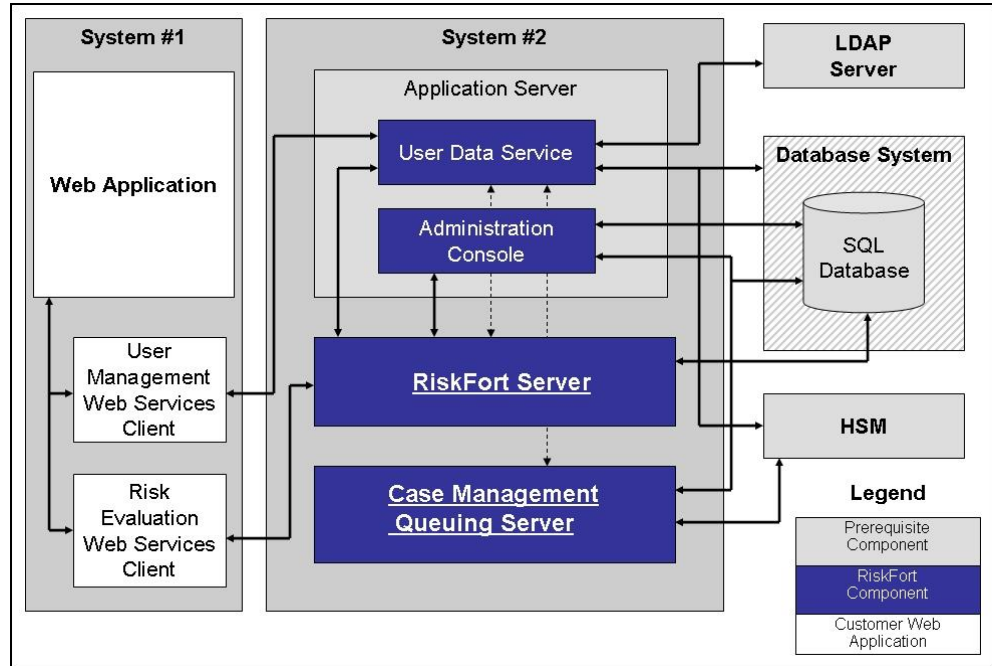 System #1
Web Application
User
Management
Web Services
Client
Risk
Evaluation
Web Services
Client
System #2
Application Server
User Data Service
Administration
Console
RiskFort Server
Case Management
Queuing Server
LDAP
Server
Database System
SQL
Database
HSM
Legend
Prerequisite
Component
RiskFort
Component
Customer Web
Application